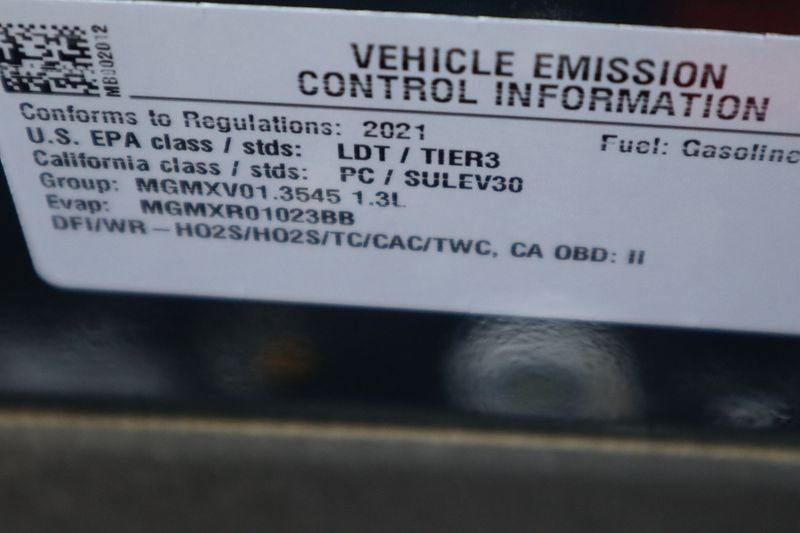 VEHICLE EMISSION
CONTROL INFORMATION
Conforms to Regulations: 2021
Fuel: Gasoline
U.S. EPA class / stds: LDT / TIER3
California class / stds: PC / SULEV30
Group: MGMXV01.3545 1.3L
Evap: MGMXR01023BB
DFI/WR – HO2S/HO2S/TC/CAC/TWC, CA OBD: II